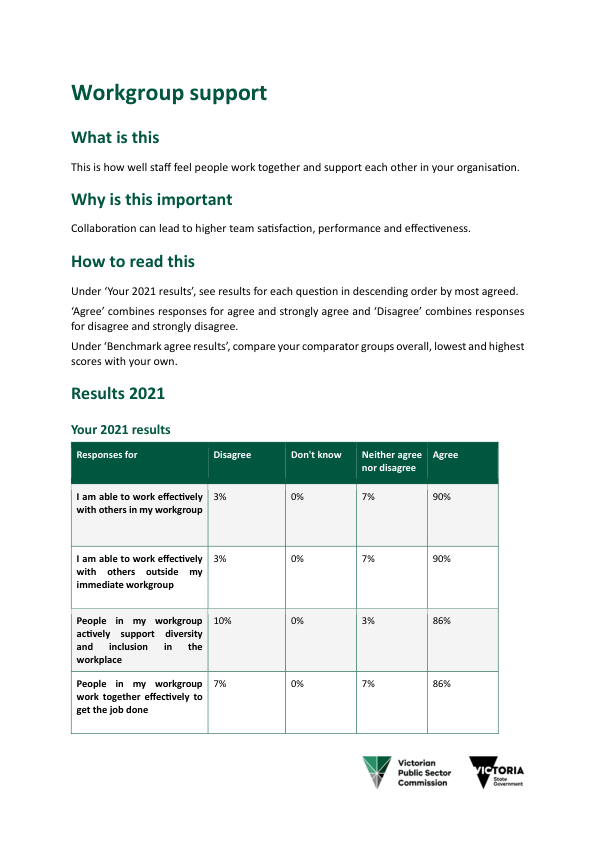 Workgroup support
What is this
This is how well staff feel people work together and support each other in your organisation.
Why is this important
Collaboration can lead to higher team satisfaction, performance and effectiveness.
How to read this
Under ‘Your 2021 results’, see results for each question in descending order by most agreed.
‘Agree’ combines responses for agree and strongly agree and ‘Disagree’ combines responses
for disagree and strongly disagree.
Under ‘Benchmark agree results’, compare your comparator groups overall, lowest and highest
scores with your own.
Results 2021
Your 2021 results
Responses for Disagree Don't know Neither agree Agree
nor disagree
I am able to work effectively 3% 0% 7% 90%
with others in my workgroup
I am able to work effectively 3% 0% 7% 90%
with others outside my
immediate workgroup
People in my workgroup 10% 0% 3% 86%
actively support diversity
and inclusion in the
workplace
People in my workgroup 7% 0% 7% 86%
work together effectively to
get the job done
Victorian
Public Sector
Commission
VICTORIA
State
Government